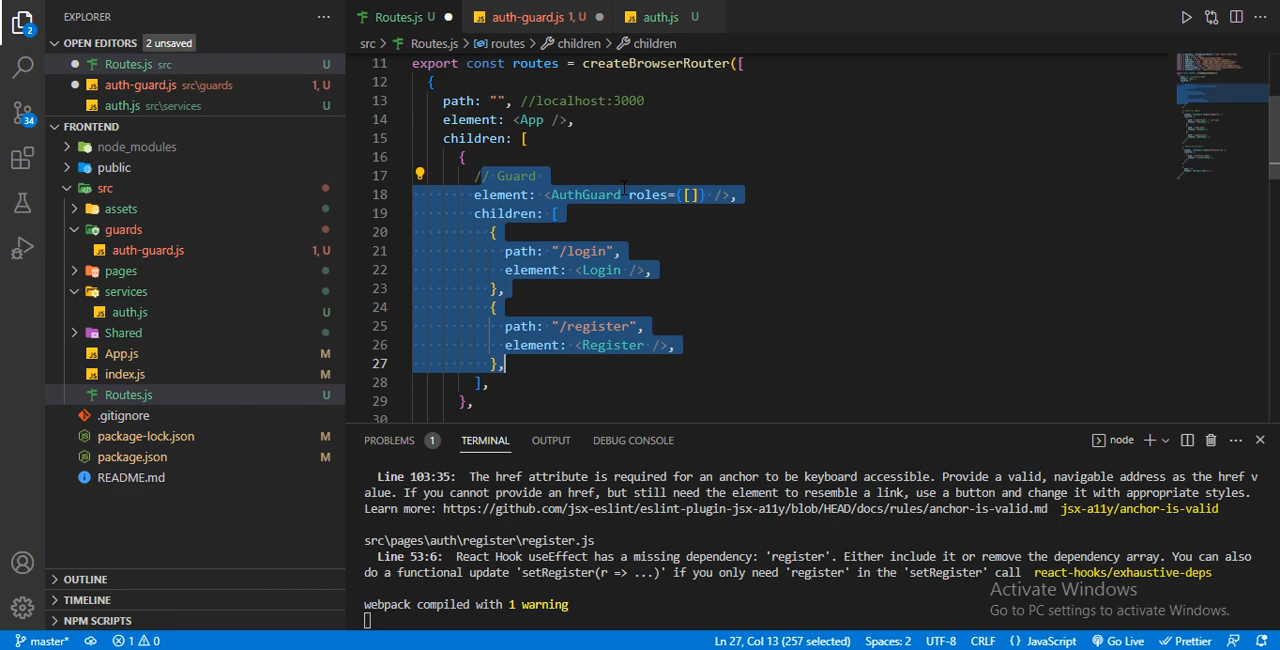 EXPLORER
OPEN EDITORS 2 unsaved
Routes.js src U
auth-guard.js src\guards 1, U
auth.js src\services U
FRONTEND
node_modules
public
src
assets
guards
auth-guard.js 1, U
pages
services
auth.js U
Shared
App.js M
index.js M
Routes.js U
.gitignore
package-lock.json M
package.json M
README.md
OUTLINE
TIMELINE
NPM SCRIPTS
2
34
Routes.js U
auth-guard.js 1, U
auth.js U
src > Routes.js > routes > children > children
11 export const routes = createBrowserRouter([
12 {
13 path: "", //localhost:3000
14 element: <App />,
15 children: [
16 {
17 // Guard
18 element: <AuthGuard roles={[]} />,
19 children: [
20 {
21 path: "/login",
22 element: <Login />,
23 },
24 {
25 path: "/register",
26 element: <Register />,
27 },
28 ],
29 },
30
PROBLEMS 1 TERMINAL OUTPUT DEBUG CONSOLE node
Line 103:35: The href attribute is required for an anchor to be keyboard accessible. Provide a valid, navigable address as the href v
alue. If you cannot provide an href, but still need the element to resemble a link, use a button and change it with appropriate styles.
Learn more: https://github.com/jsx-eslint/eslint-plugin-jsx-a11y/blob/HEAD/docs/rules/anchor-is-valid.md jsx-a11y/anchor-is-valid
src\pages\auth\register\register.js
Line 53:6: React Hook useEffect has a missing dependency: 'register'. Either include it or remove the dependency array. You can also
do a functional update 'setRegister(r => ...)' if you only need 'register' in the 'setRegister' call react-hooks/exhaustive-deps
webpack compiled with 1 warning
Activate Windows
Go to PC settings to activate Windows.
master* 1 0 Ln 27, Col 13 (257 selected) Spaces: 2 UTF-8 CRLF {} JavaScript Go Live Prettier